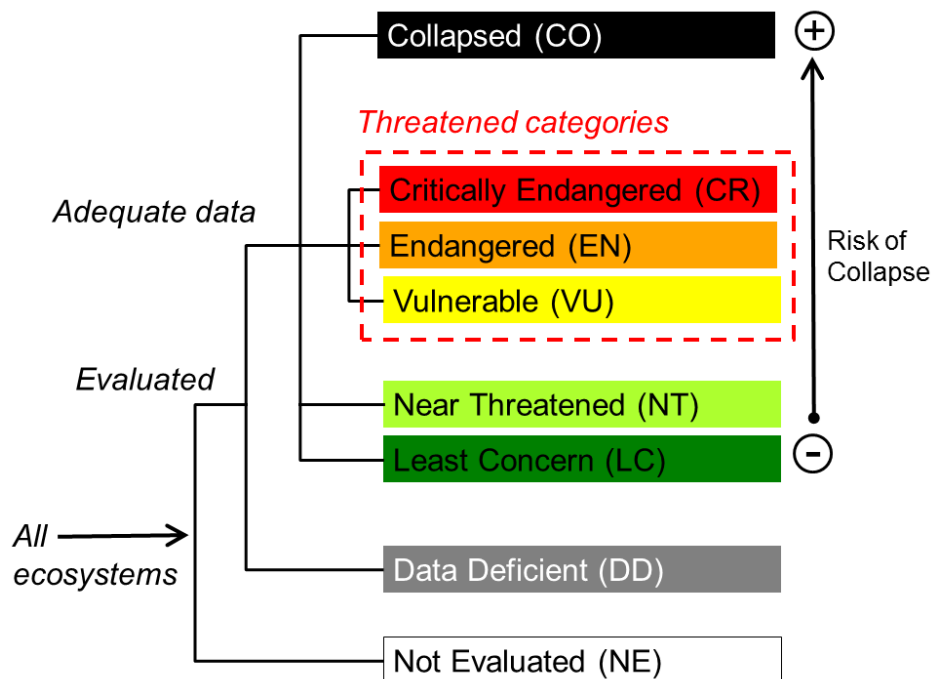 Collapsed (CO)
+
Threatened categories
Critically Endangered (CR)
Adequate data
Endangered (EN)
Risk of
Collapse
Vulnerable (VU)
Evaluated
Near Threatened (NT)
Least Concern (LC)
-
All
ecosystems
Data Deficient (DD)
Not Evaluated (NE)